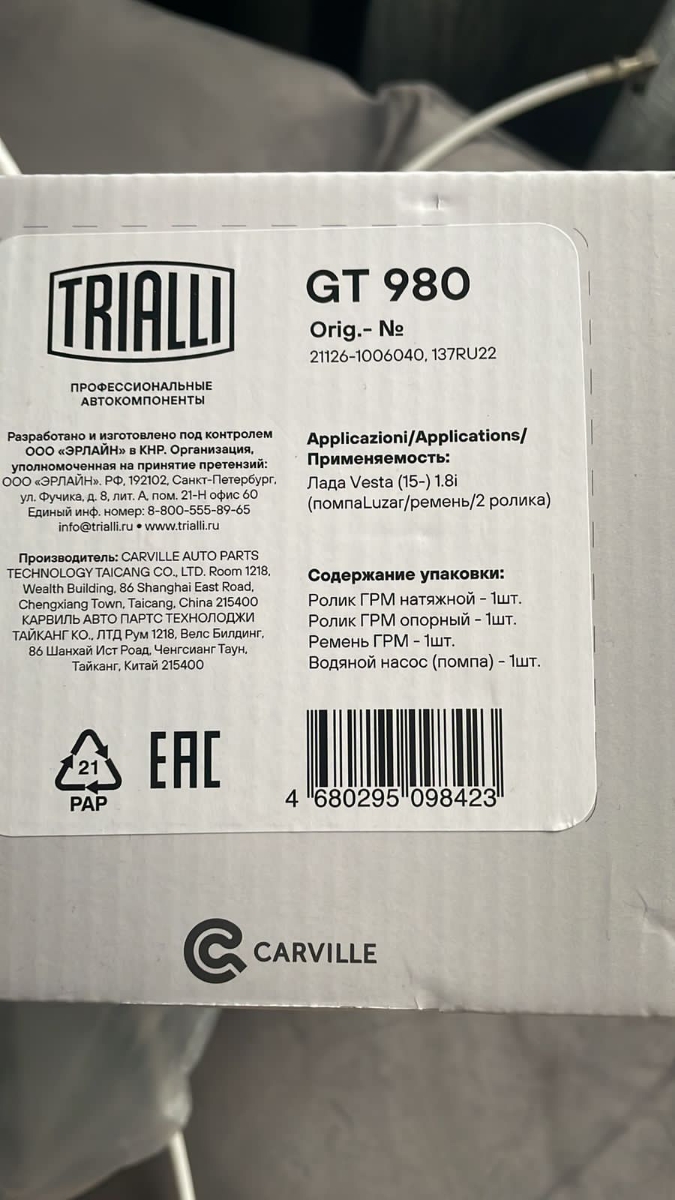 TRIALLI
ПРОФЕССИОНАЛЬНЫЕ
АВТОКОМПОНЕНТЫ
Разработано и изготовлено под контролем
ООО «ЭРЛАЙН» в КНР. Организация,
уполномоченная на принятие претензий:
ООО «ЭРЛАЙН». РФ, 192102, Санкт-Петербург,
ул. Фучика, д. 8, лит. А, пом. 21-Н офис 60
Единый инф. номер: 8-800-555-89-65
info@trialli.ru • www.trialli.ru
Производитель: CARVILLE AUTO PARTS
TECHNOLOGY TAICANG CO., LTD. Room 1218,
Wealth Building, 86 Shanghai East Road,
Chengxiang Town, Taicang, China 215400
КАРВИЛЬ АВТО ПАРТС ТЕХНОЛОДЖИ
ТАЙКАНГ КО., ЛТД Рум 1218, Велс Билдинг,
86 Шанхай Ист Роад, Ченгсианг Таун,
Тайканг, Китай 215400
21
PAP
EAC
GT 980
Orig.- №
21126-1006040, 137RU22
Applicazioni/Applications/
Применяемость:
Лада Vesta (15-) 1.8i
(помпаLuzar/ремень/2 ролика)
Содержание упаковки:
Ролик ГРМ натяжной - 1шт.
Ролик ГРМ опорный - 1шт.
Ремень ГРМ - 1шт.
Водяной насос (помпа) - 1шт.
4 680295 098423
CARVILLE